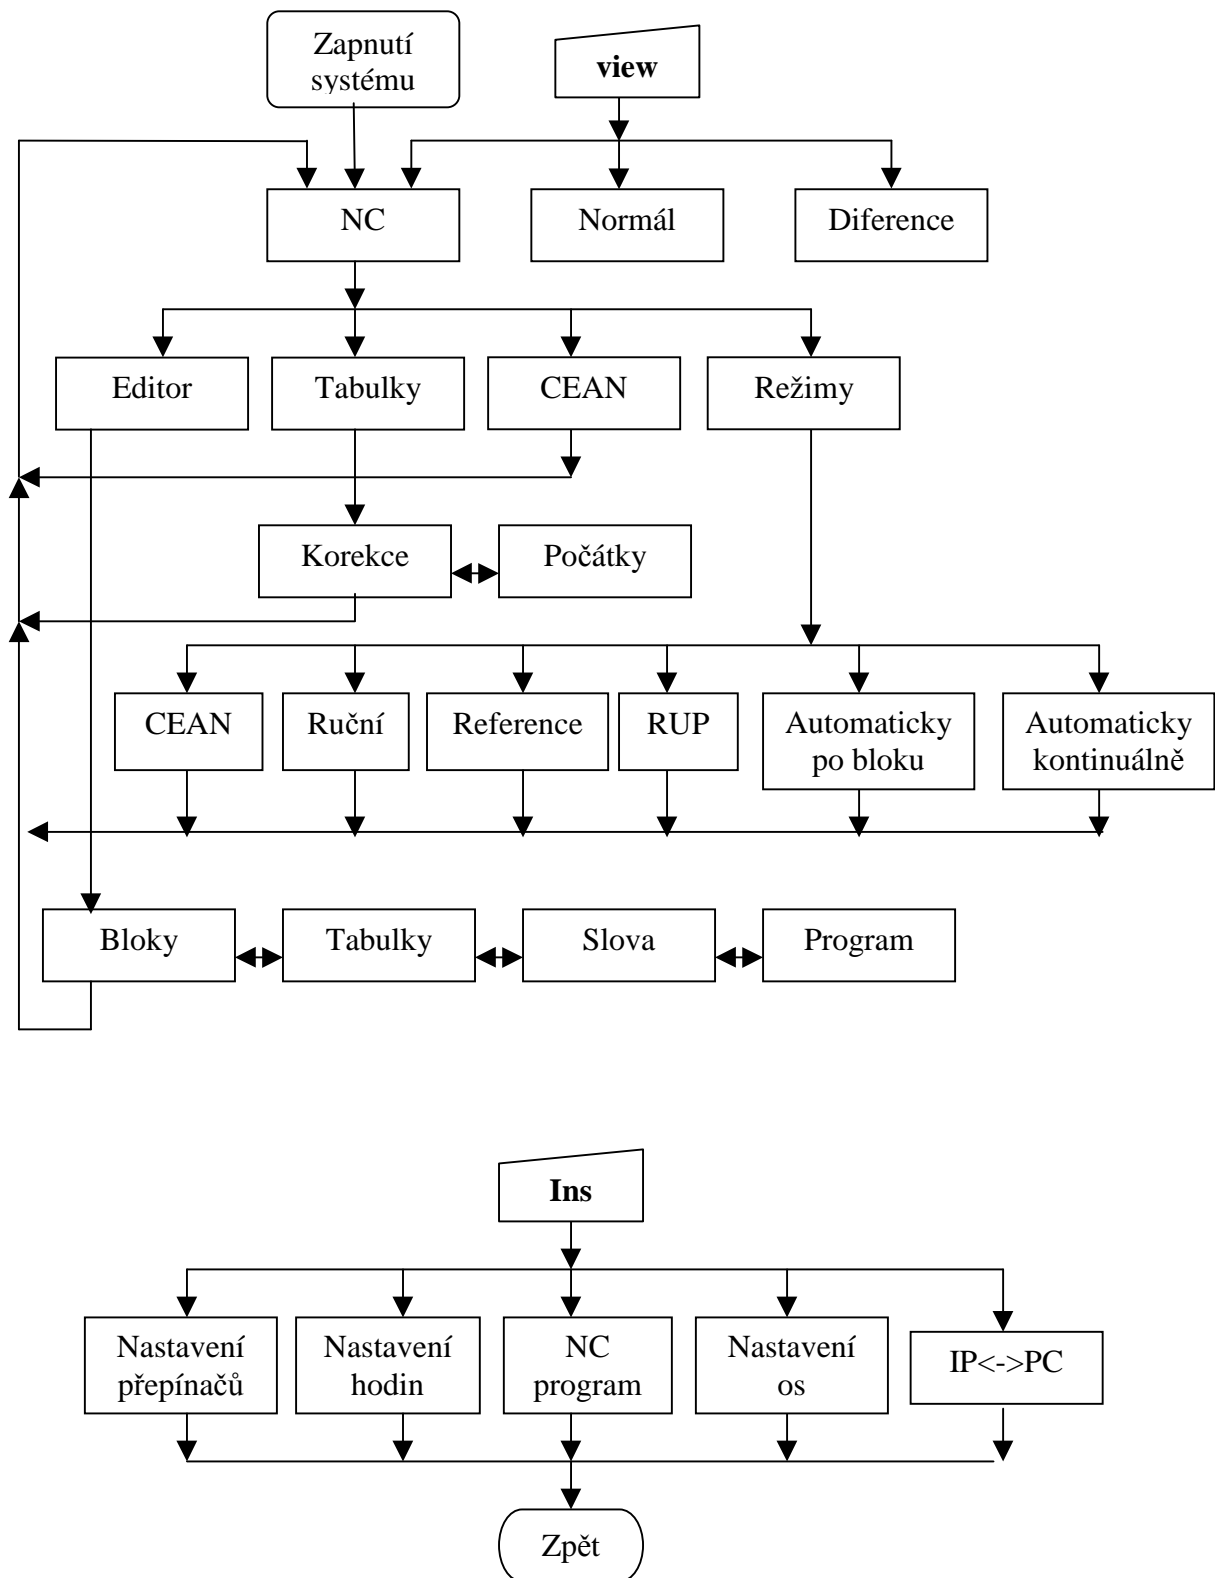 Zapnutí
systému
view
NC
Normál
Diference
Editor
Tabulky
CEAN
Režimy
Korekce
Počátky
CEAN
Ruční
Reference
RUP
Automaticky
po bloku
Automaticky
kontinuálně
Bloky
Tabulky
Slova
Program
Ins
Nastavení
přepínačů
Nastavení
hodin
NC
program
Nastavení
os
IP<->PC
Zpět